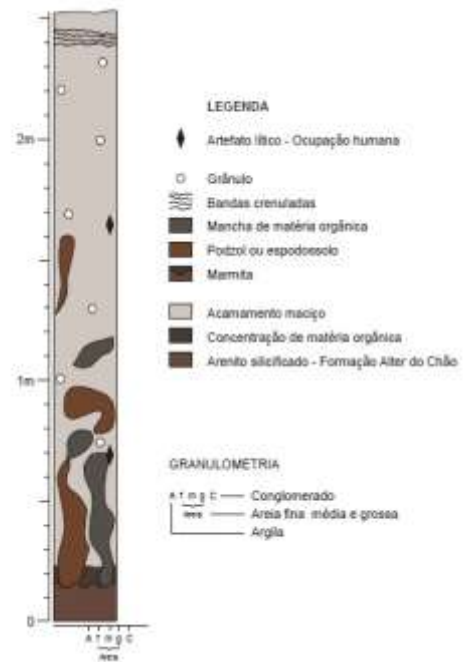 LEGENDA
Artefato lítico - Ocupação humana
Grânulo
Bandas crenuladas
Mancha de matéria orgânica
Podzol ou espodossolo
Marmita
Acamamento maciço
Concentração de matéria orgânica
Arenito silicificado - Formação Alter do Chão
2m
1m
0
GRANULOMETRIA
A f m g C Conglomerado
Areia fina média e grossa
Argila
A f m g C